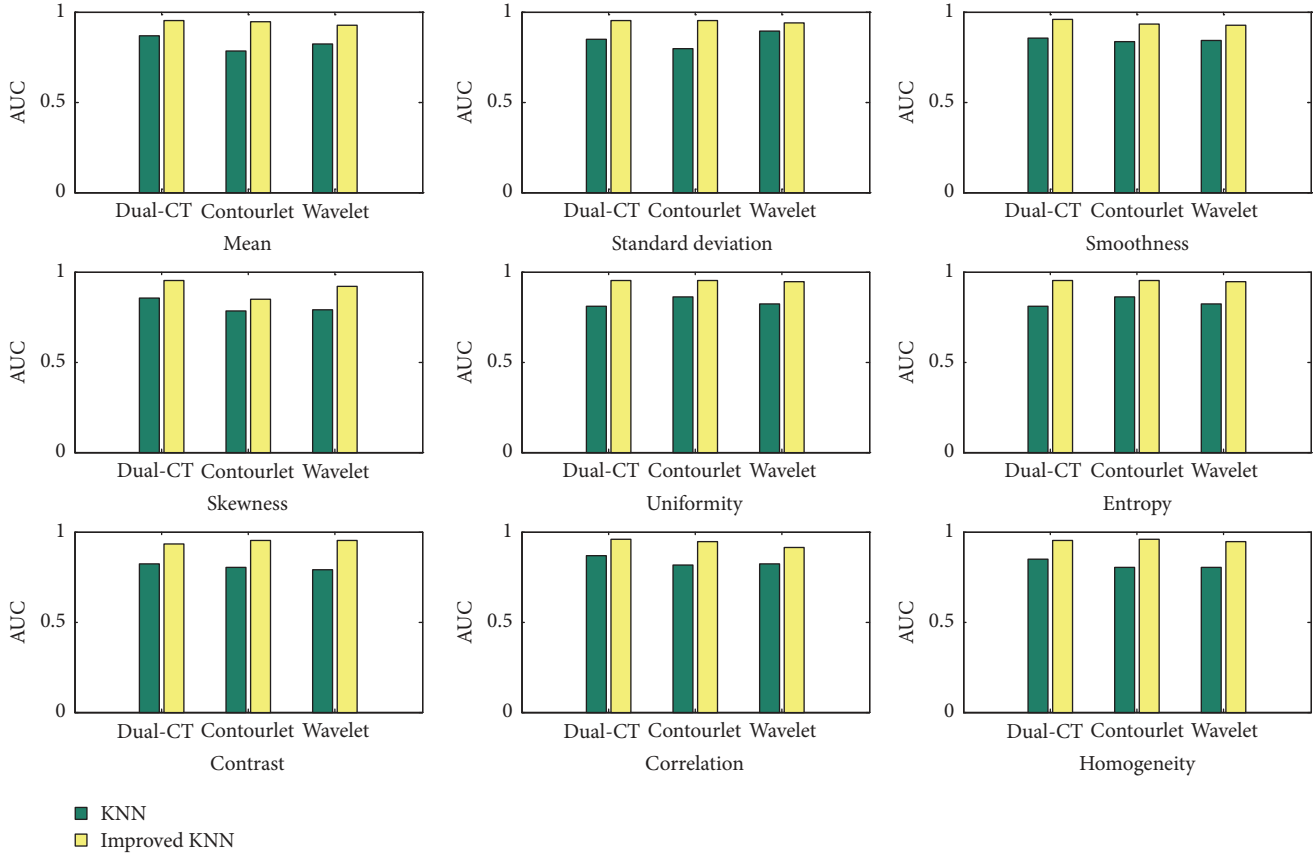 1
1
1
AUC
0.5
AUC
0.5
AUC
0.5
0
0
0
Dual-CT Contourlet Wavelet
Dual-CT Contourlet Wavelet
Dual-CT Contourlet Wavelet
Mean
Standard deviation
Smoothness
1
1
1
AUC
0.5
AUC
0.5
AUC
0.5
0
0
0
Dual-CT Contourlet Wavelet
Dual-CT Contourlet Wavelet
Dual-CT Contourlet Wavelet
Skewness
Uniformity
Entropy
1
1
1
AUC
0.5
AUC
0.5
AUC
0.5
0
0
0
Dual-CT Contourlet Wavelet
Dual-CT Contourlet Wavelet
Dual-CT Contourlet Wavelet
Contrast
Correlation
Homogeneity
KNN
Improved KNN